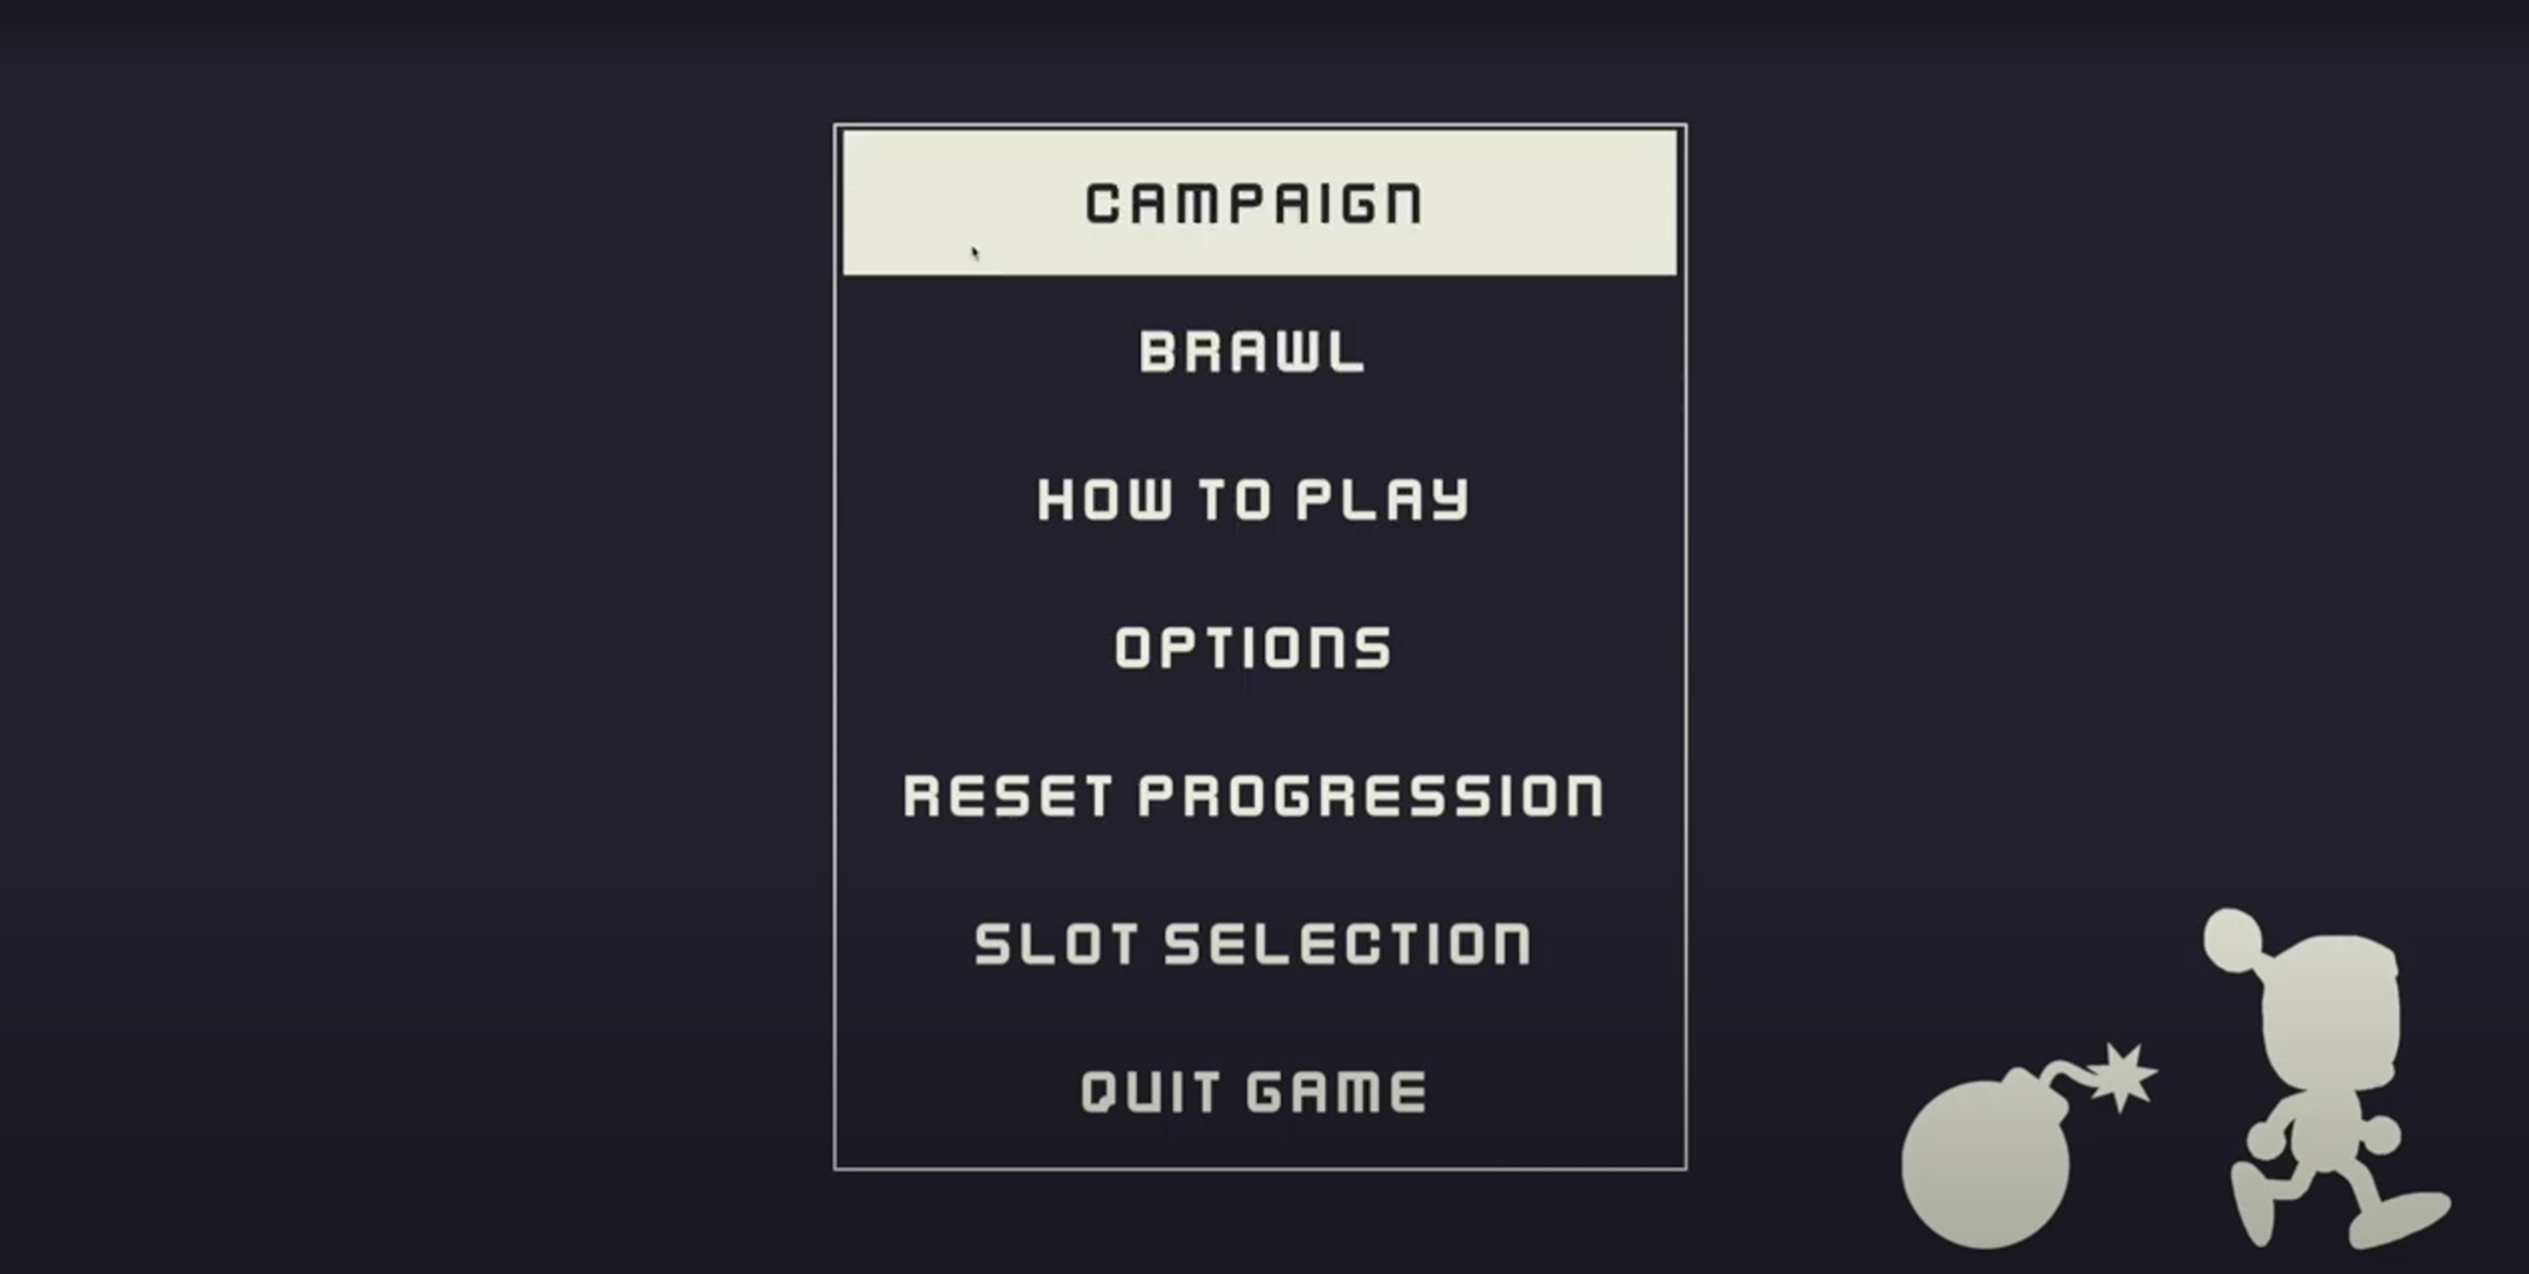 CAMPAIGN
BRAWL
HOW TO PLAY
OPTIONS
RESET PROGRESSION
SLOT SELECTION
QUIT GAME